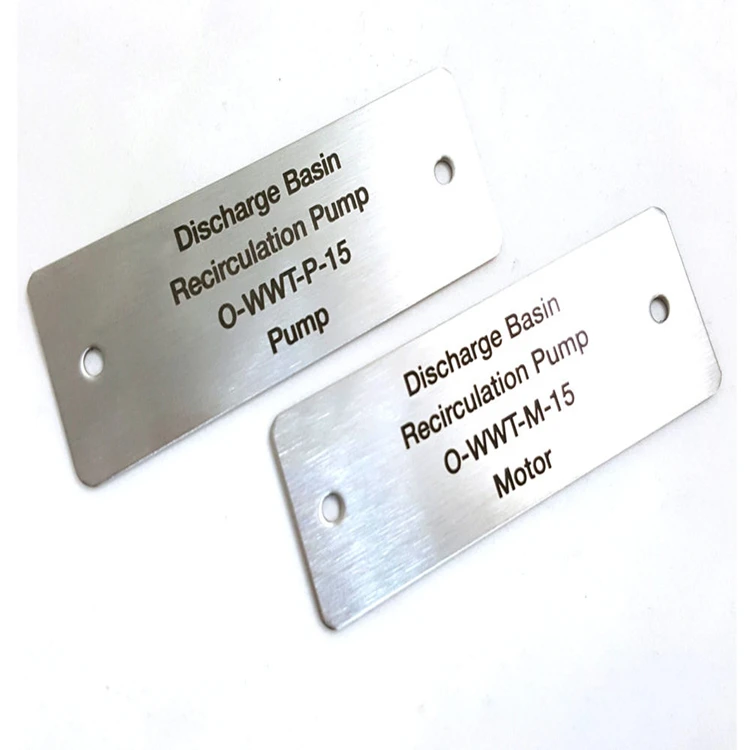 Discharge Basin
Recirculation Pump
O-WWT-P-15
Pump
Discharge Basin
Recirculation Pump
O-WWT-M-15
Motor